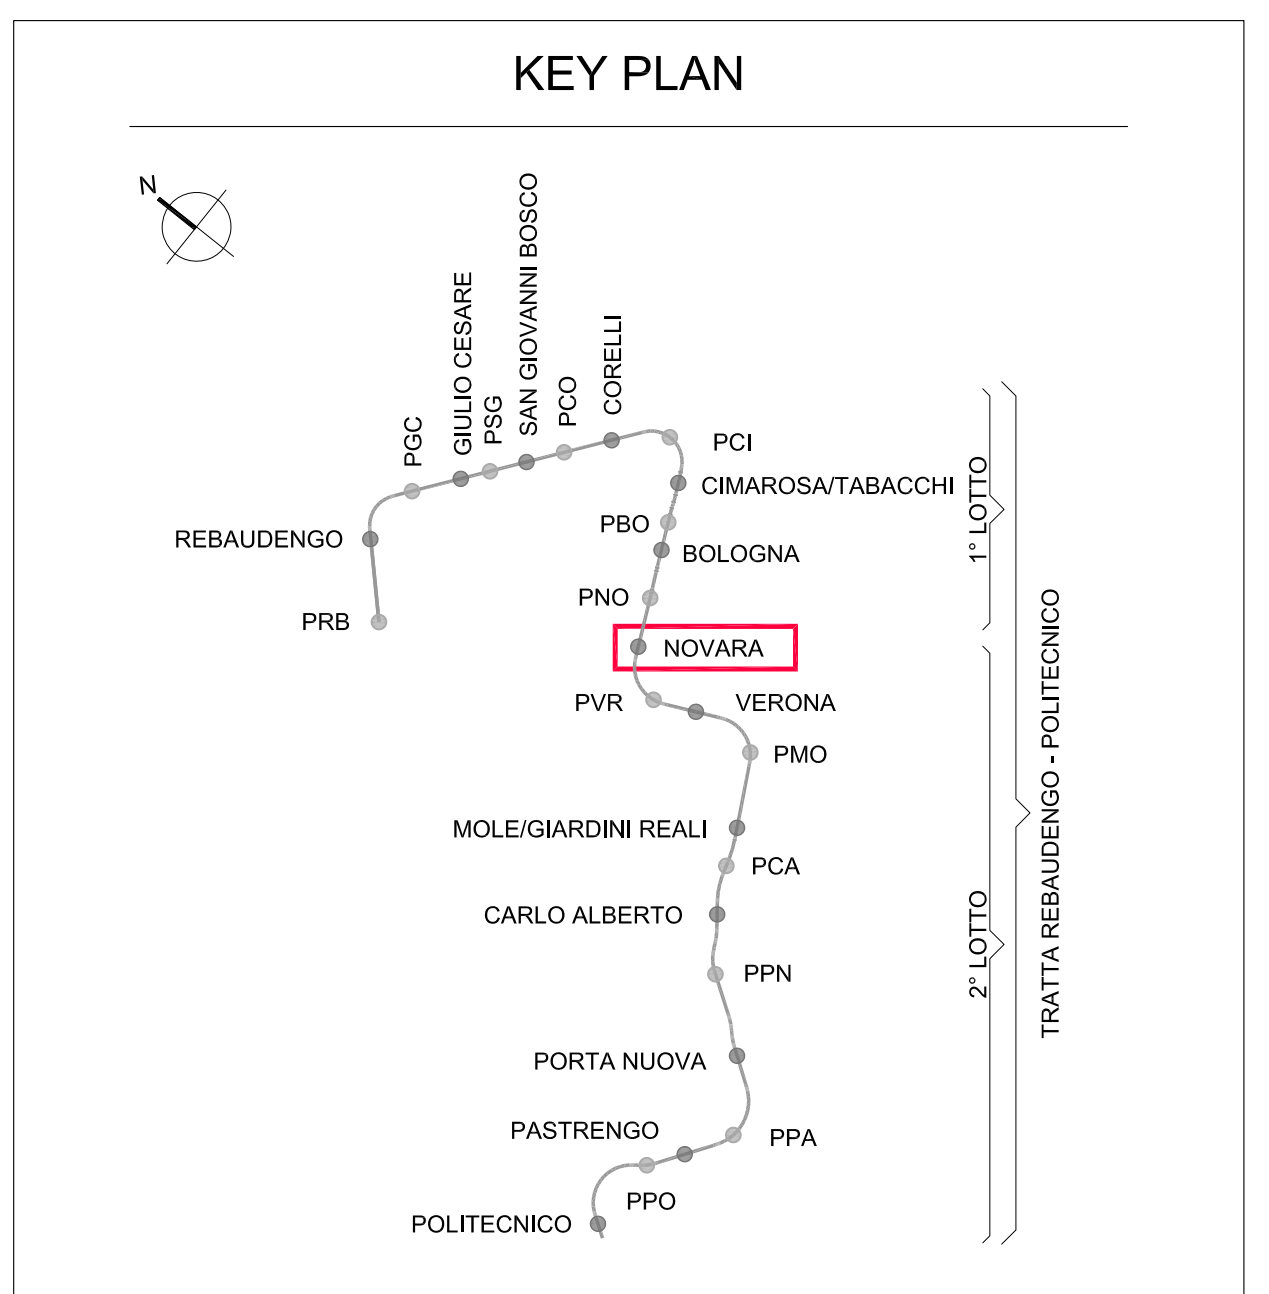 KEY PLAN
N
PGC
GIULIO CESARE
PSG
SAN GIOVANNI BOSCO
PCO
CORELLI
PCI
CIMAROSA/TABACCHI
PBO
REBAUDENGO
BOLOGNA
PNO
PRB
NOVARA
PVR
VERONA
PMO
MOLE/GIARDINI REALI
PCA
CARLO ALBERTO
PPN
PORTA NUOVA
PASTRENGO
PPA
PPO
POLITECNICO
1° LOTTO
2° LOTTO
TRATTA REBAUDENGO - POLITECNICO